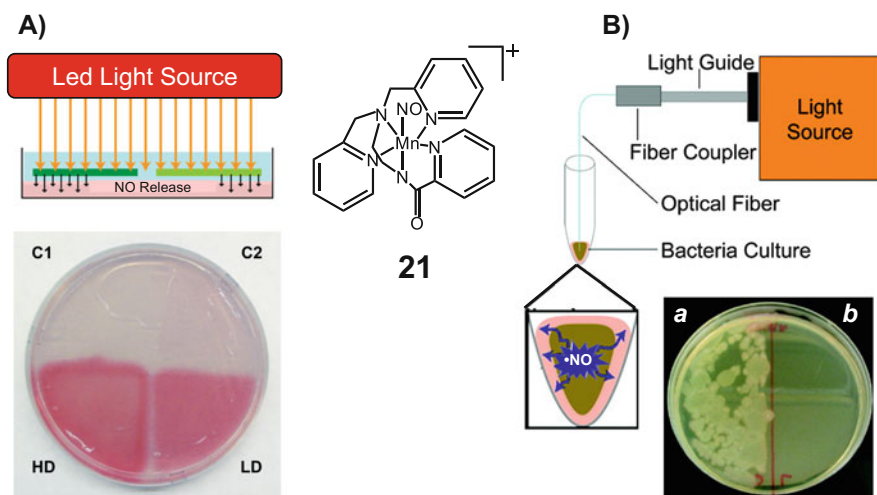 A)
Led Light Source
NO Release
C1
C2
HD
LD
NO
N
N
Mn
N
N
N
O
+
21
B)
Light Guide
Light
Source
Fiber Coupler
Optical Fiber
Bacteria Culture
•NO
a
b